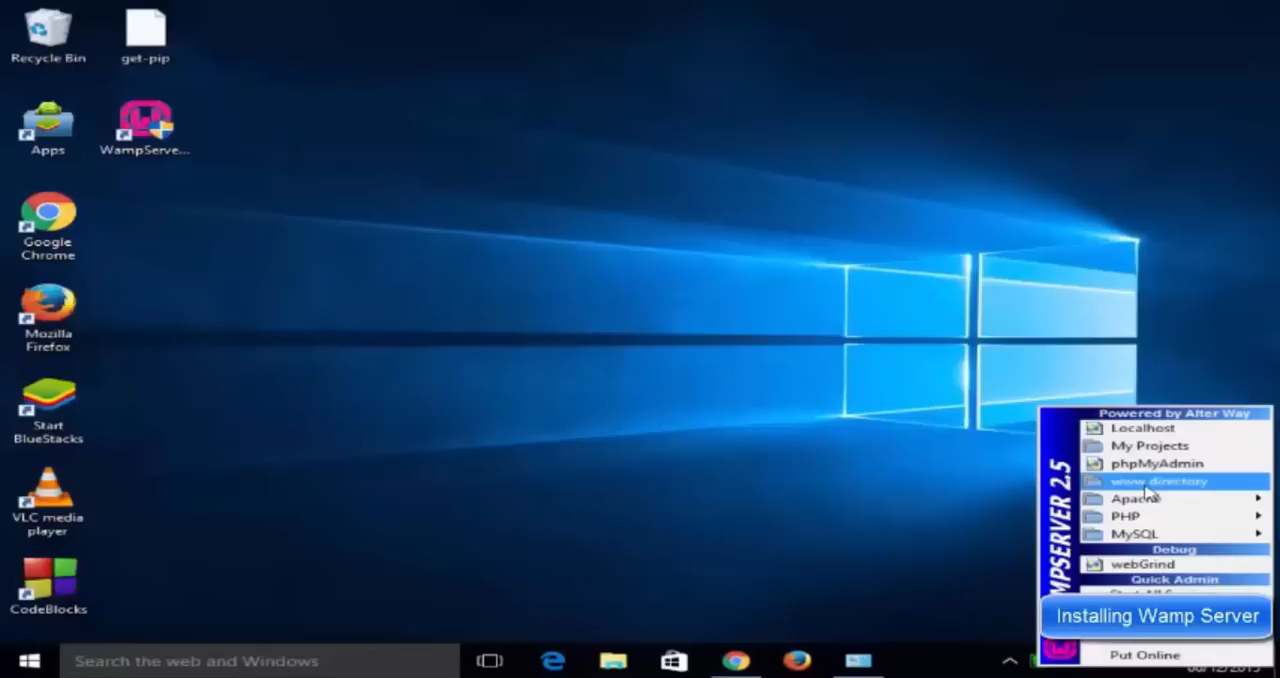 Recycle Bin
get-pip
Apps
WampServe...
Google
Chrome
Mozilla
Firefox
Start
BlueStacks
VLC media
player
CodeBlocks
Powered by Alter Way
Localhost
My Projects
phpMyAdmin
www directory
Apache
PHP
MySQL
Debug
webGrind
Quick Admin
MPSERVER 2.5
Installing Wamp Server
Put Online
Search the web and Windows